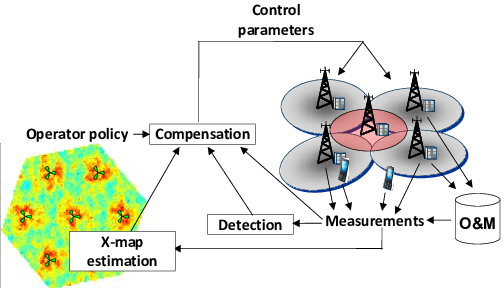 Control
parameters
Operator policy
Compensation
Detection
Measurements
O&M
X-map
estimation